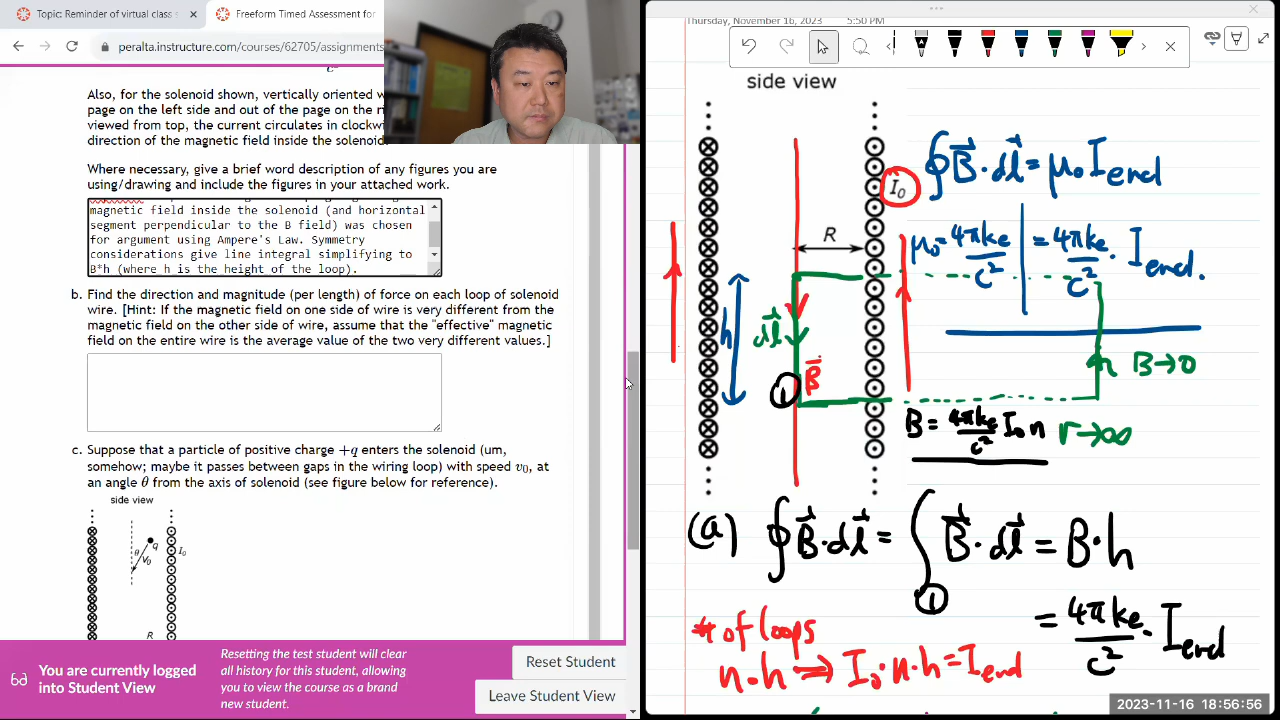 Topic: Reminder of virtual class
Freeform Timed Assessment for
peralta.instructure.com/courses/62705/assignments
Also, for the solenoid shown, vertically oriented w
page on the left side and out of the page on the r
viewed from top, the current circulates in clockwi
direction of the magnetic field inside the solenoid
Where necessary, give a brief word description of any figures you are
using/drawing and include the figures in your attached work.
magnetic field inside the solenoid (and horizontal
segment perpendicular to the B field) was chosen
for argument using Ampere's Law. Symmetry
considerations give line integral simplifying to
B*h (where h is the height of the loop).
b. Find the direction and magnitude (per length) of force on each loop of solenoid
wire. [Hint: If the magnetic field on one side of wire is very different from the
magnetic field on the other side of wire, assume that the "effective" magnetic
field on the entire wire is the average value of the two very different values.]
c. Suppose that a particle of positive charge +q enters the solenoid (um,
somehow; maybe it passes between gaps in the wiring loop) with speed v₀, at
an angle θ from the axis of solenoid (see figure below for reference).
side view
q
θ
V₀
I₀
R
You are currently logged
into Student View
Resetting the test student will clear
all history for this student, allowing
you to view the course as a brand
new student.
Reset Student
Leave Student View
Thursday, November 16, 2023 5:50 PM
side view
I₀
∮B⃗·dl⃗ = μ₀ I encl
R
μ₀ = 4πke/c² | = 4πke/c² · I encl.
h
dl⃗
B⃗
①
B→0
B = 4πke/c² I₀ n
r→∞
(a) ∮B⃗·dl⃗ = ∫① B⃗·dl⃗ = B·h
= 4πke/c² · I encl
# of loops
n·h → I₀·n·h = I encl
2023-11-16 18:56:56